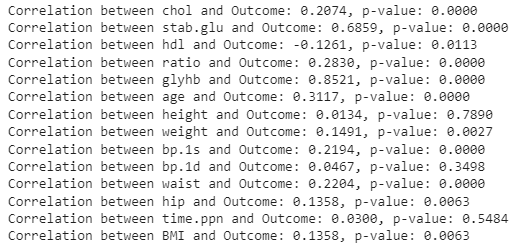 Correlation between chol and Outcome: 0.2074, p-value: 0.0000
Correlation between stab.glu and Outcome: 0.6859, p-value: 0.0000
Correlation between hdl and Outcome: -0.1261, p-value: 0.0113
Correlation between ratio and Outcome: 0.2830, p-value: 0.0000
Correlation between glyhb and Outcome: 0.8521, p-value: 0.0000
Correlation between age and Outcome: 0.3117, p-value: 0.0000
Correlation between height and Outcome: 0.0134, p-value: 0.7890
Correlation between weight and Outcome: 0.1491, p-value: 0.0027
Correlation between bp.1s and Outcome: 0.2194, p-value: 0.0000
Correlation between bp.1d and Outcome: 0.0467, p-value: 0.3498
Correlation between waist and Outcome: 0.2204, p-value: 0.0000
Correlation between hip and Outcome: 0.1358, p-value: 0.0063
Correlation between time.ppn and Outcome: 0.0300, p-value: 0.5484
Correlation between BMI and Outcome: 0.1358, p-value: 0.0063